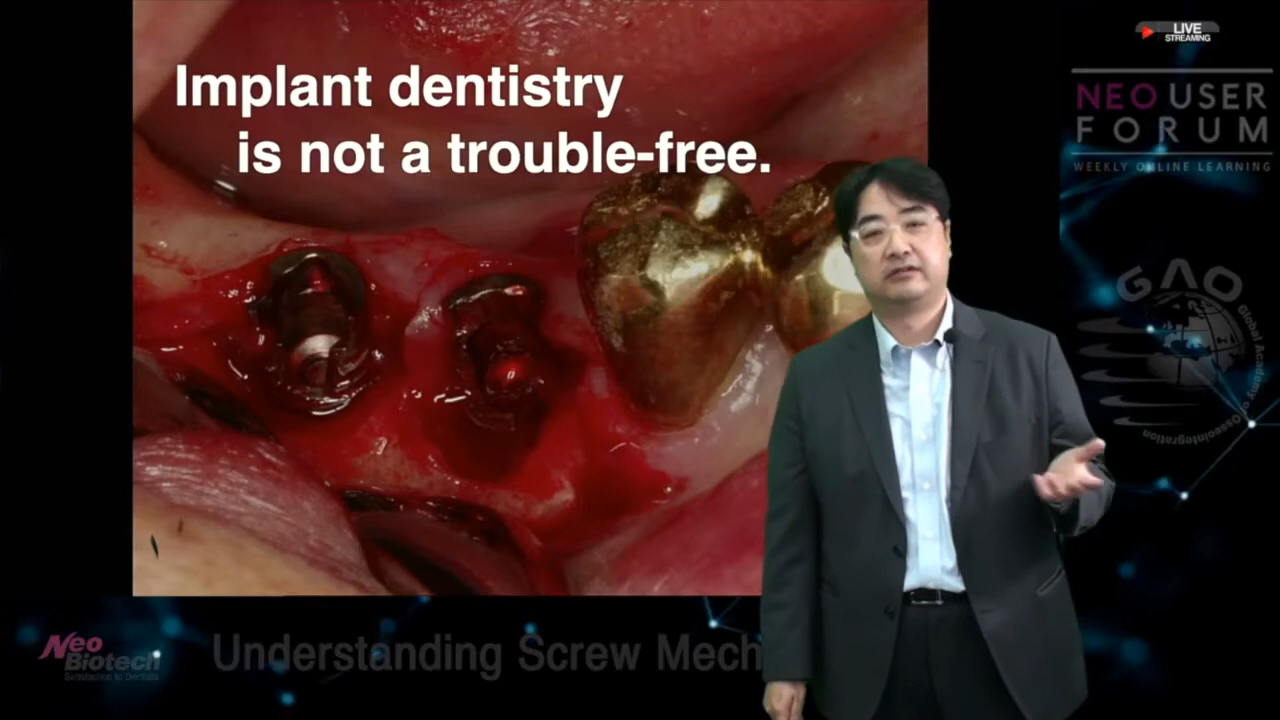 Implant dentistry
is not a trouble-free.
LIVE
STREAMING
NEO USER
FORUM
WEEKLY ONLINE LEARNING
GAO
Global Academy of Osseointegration
Neo
Biotech
Satisfaction to Dentists
Understanding Screw Mech